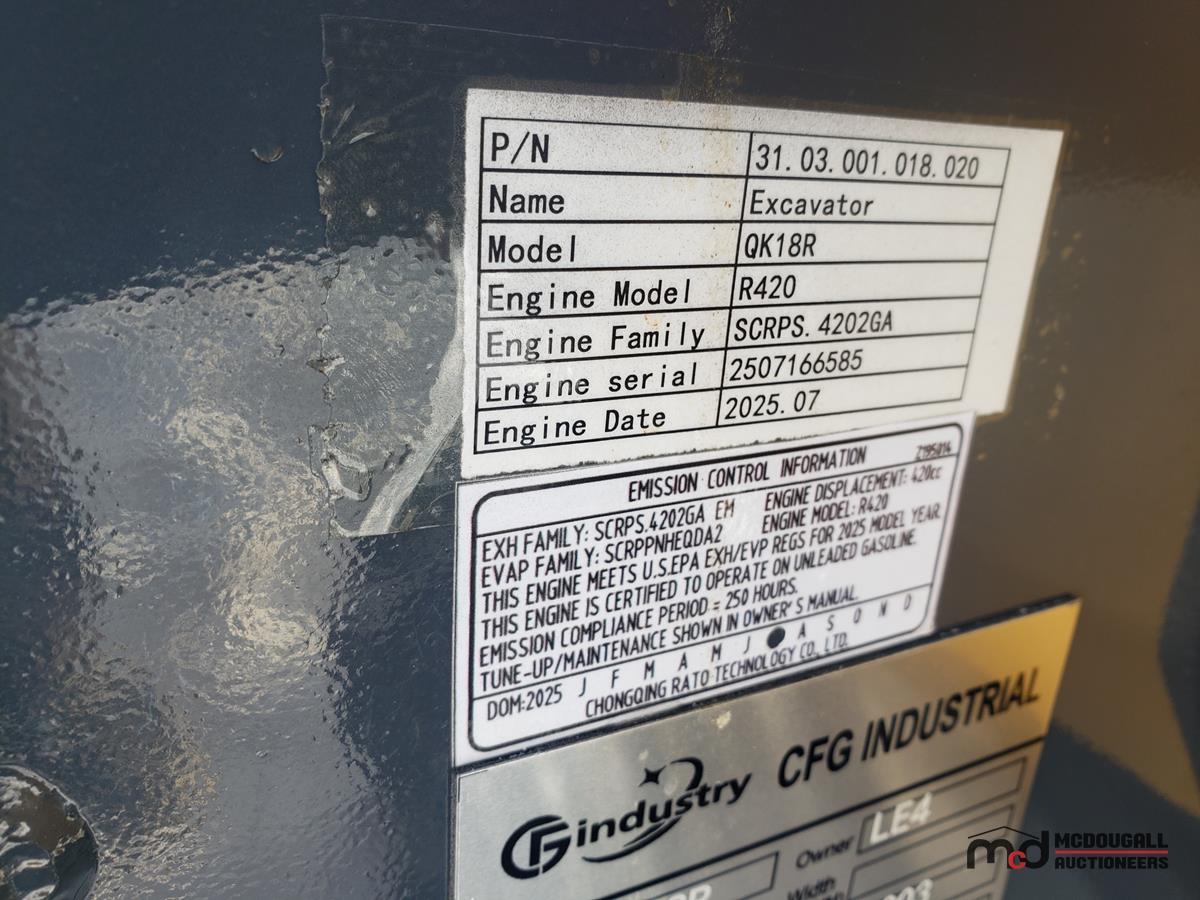 P/N 31.03.001.018.020
Name Excavator
Model QK18R
Engine Model R420
Engine Family SCRPS.4202GA
Engine serial 2507166585
Engine Date 2025.07
EMISSION CONTROL INFORMATION Z195014
EXH FAMILY: SCRPS.4202GA EM ENGINE DISPLACEMENT: 420cc
EVAP FAMILY: SCRPPNHEQDA2 ENGINE MODEL: R420
THIS ENGINE MEETS U.S.EPA EXH/EVP REGS FOR 2025 MODEL YEAR.
THIS ENGINE IS CERTIFIED TO OPERATE ON UNLEADED GASOLINE.
EMISSION COMPLIANCE PERIOD = 250 HOURS.
TUNE-UP/MAINTENANCE SHOWN IN OWNER'S MANUAL.
DOM:2025 J F M A M J ● A S O N D
CHONGQING RATO TECHNOLOGY CO., LTD.
CFG industry CFG INDUSTRIAL
Owner LE4
Width
mcd MCDOUGALL
AUCTIONEERS